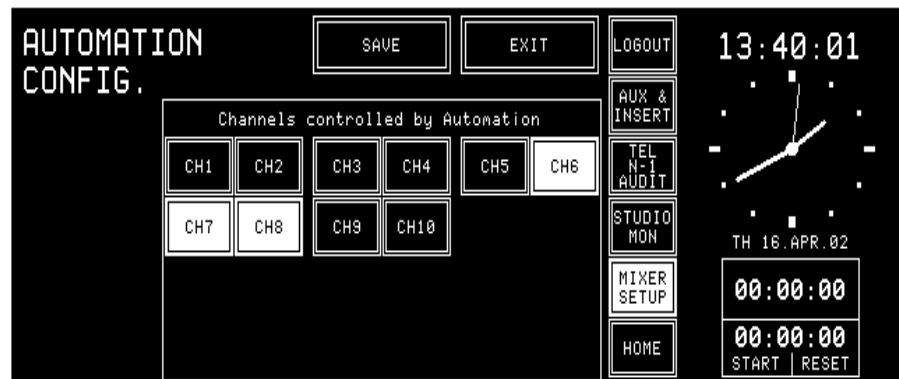 AUTOMATION
CONFIG.
SAVE
EXIT
Channels controlled by Automation
CH1
CH2
CH3
CH4
CH5
CH6
CH7
CH8
CH9
CH10
LOGOUT
AUX &
INSERT
TEL
N-1
AUDIT
STUDIO
MON
MIXER
SETUP
HOME
13:40:01
TH 16.APR.02
00:00:00
00:00:00
START
RESET